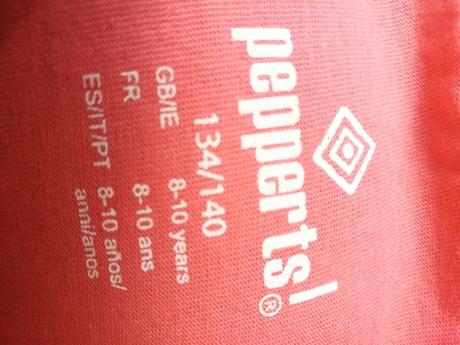 pepperts!®
134/140
GB/IE 8-10 years
FR 8-10 ans
ES/IT/PT 8-10 años/
anni/anos